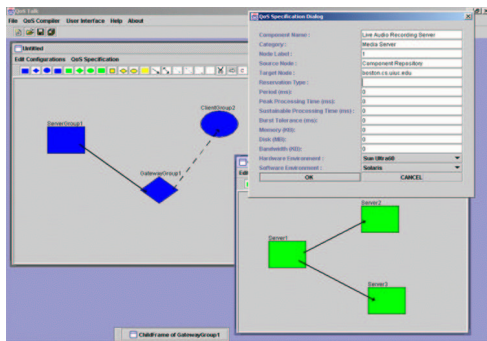 QoS Talk
File QoS Compiler User Interface Help About
Untitled
Edit Configurations QoS Specification
ServerGroup1
ClientGroup2
GatewayGroup1
QoS Specification Dialog
Component Name : Live Audio Recording Server
Category : Media Server
Node Label : 1
Source Node : Component Repository
Target Node : boston.cs.uiuc.edu
Reservation Type :
Period (ms): 0
Peak Processing Time (ms): 0
Sustainable Processing Time (ms): 0
Burst Tolerance (ms): 0
Memory (KB): 0
Disk (MB): 0
Bandwidth (KB): 0
Hardware Environment : Sun Ultra60
Software Environment : Solaris
OK CANCEL
Server1
Server2
Server3
ChildFrame of GatewayGroup1